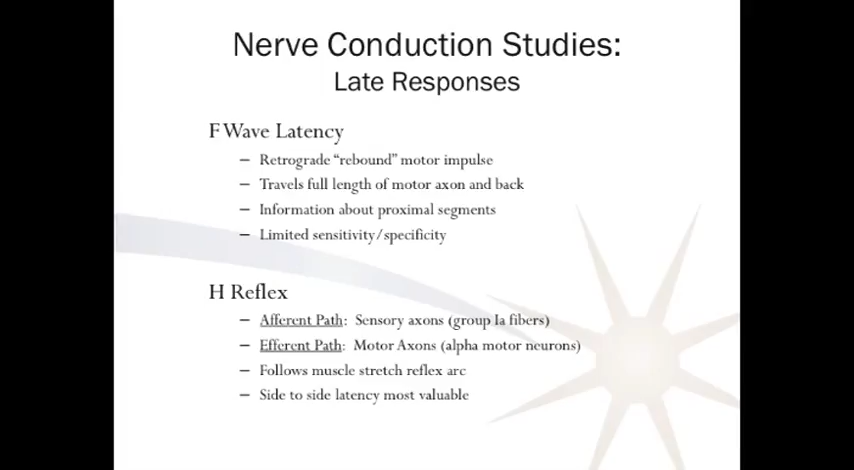 Nerve Conduction Studies:
Late Responses
F Wave Latency
– Retrograde “rebound” motor impulse
– Travels full length of motor axon and back
– Information about proximal segments
– Limited sensitivity/specificity
H Reflex
– Afferent Path: Sensory axons (group Ia fibers)
– Efferent Path: Motor Axons (alpha motor neurons)
– Follows muscle stretch reflex arc
– Side to side latency most valuable